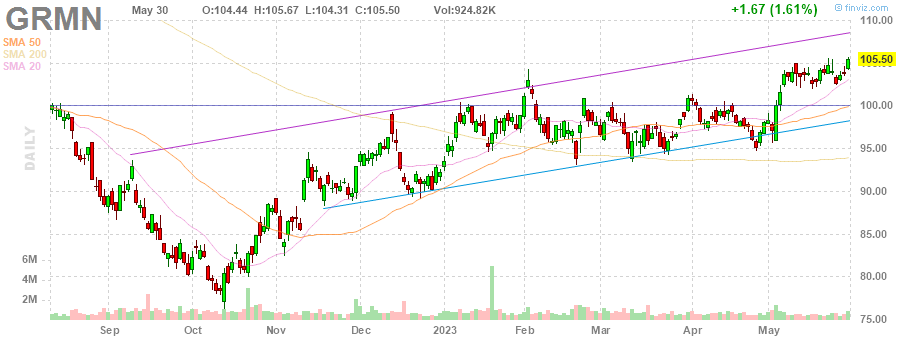 GRMN May 30 O:104.44 H:105.67 L:104.31 C:105.50 Vol:924.82K +1.67 (1.61%) © finviz.com
SMA 50
SMA 200
SMA 20
DAILY
110.00
105.50
100.00
95.00
90.00
85.00
80.00
75.00
6M
4M
2M
Sep Oct Nov Dec 2023 Feb Mar Apr May